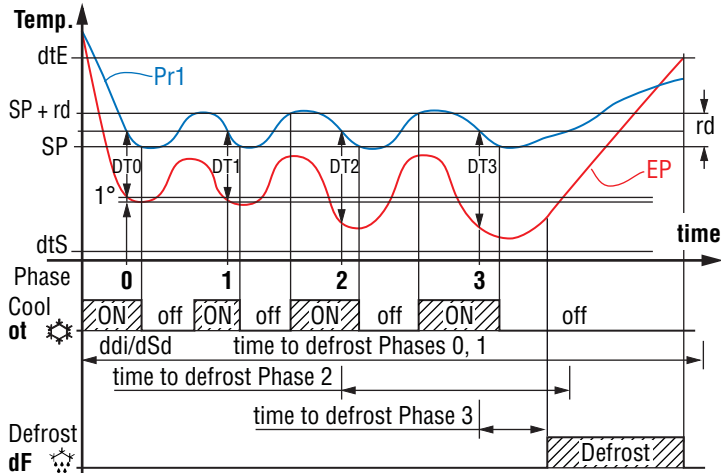 Temp.
dtE
Pr1
SP + rd
rd
SP
DT0 DT1 DT2 DT3
1°
EP
dtS
time
Phase 0 1 2 3
Cool
ot
ON off ON off ON off ON off
ddi/dSd time to defrost Phases 0, 1
time to defrost Phase 2
time to defrost Phase 3
Defrost
dF
Defrost